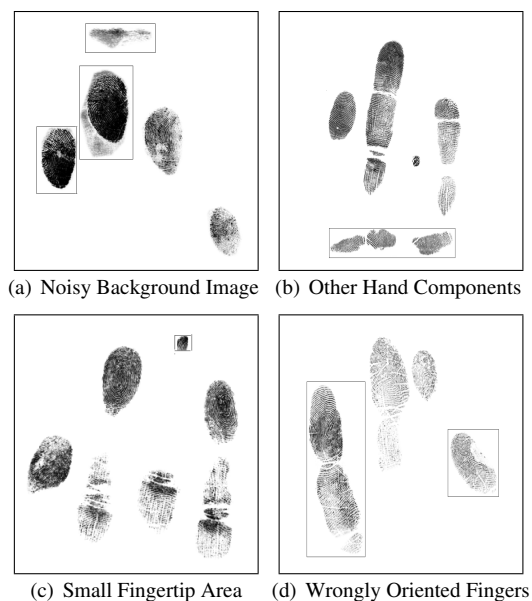 (a) Noisy Background Image (b) Other Hand Components
(c) Small Fingertip Area (d) Wrongly Oriented Fingers